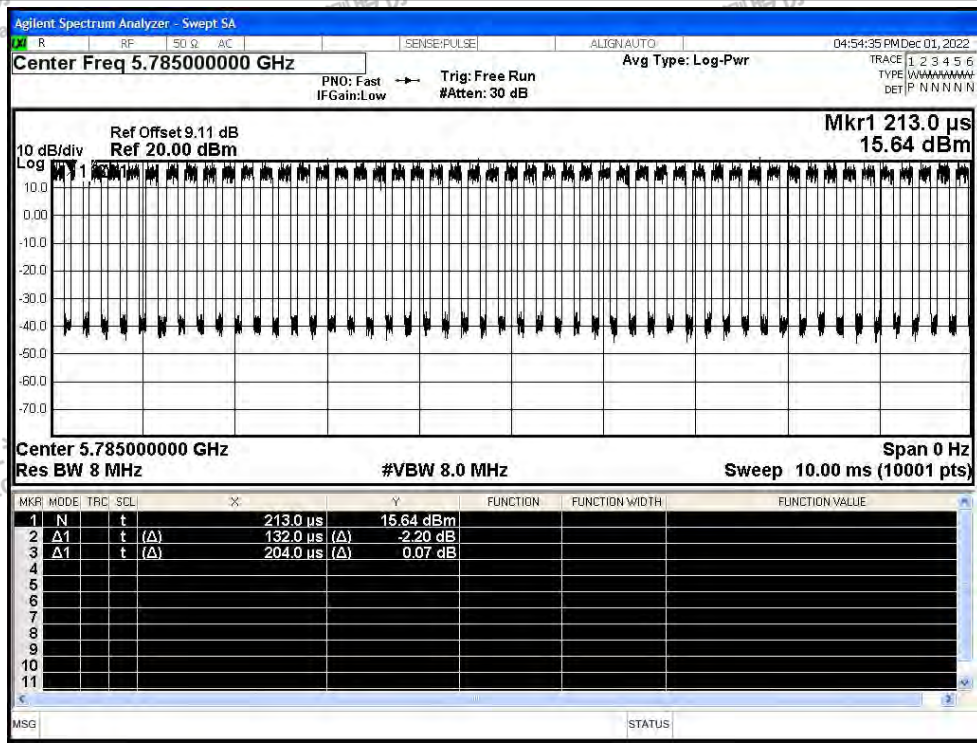 Agilent Spectrum Analyzer - Swept SA
R RF 50 Ω AC SENSE:PULSE ALIGN AUTO 04:54:35 PM Dec 01, 2022
Center Freq 5.785000000 GHz Avg Type: Log-Pwr TRACE 1 2 3 4 5 6
PNO: Fast Trig: Free Run TYPE WWWWWW
IFGain:Low #Atten: 30 dB DET P N N N N N
Mkr1 213.0 µs
Ref Offset 9.11 dB
10 dB/div Ref 20.00 dBm 15.64 dBm
Log
10.0
0.00
-10.0
-20.0
-30.0
-40.0
-50.0
-60.0
-70.0
Center 5.785000000 GHz Span 0 Hz
Res BW 8 MHz #VBW 8.0 MHz Sweep 10.00 ms (10001 pts)
MKR MODE TRC SCL X Y FUNCTION FUNCTION WIDTH FUNCTION VALUE
1 N t 213.0 µs 15.64 dBm
2 Δ1 t (Δ) 132.0 µs (Δ) -2.20 dB
3 Δ1 t (Δ) 204.0 µs (Δ) 0.07 dB
4
5
6
7
8
9
10
11
MSG STATUS